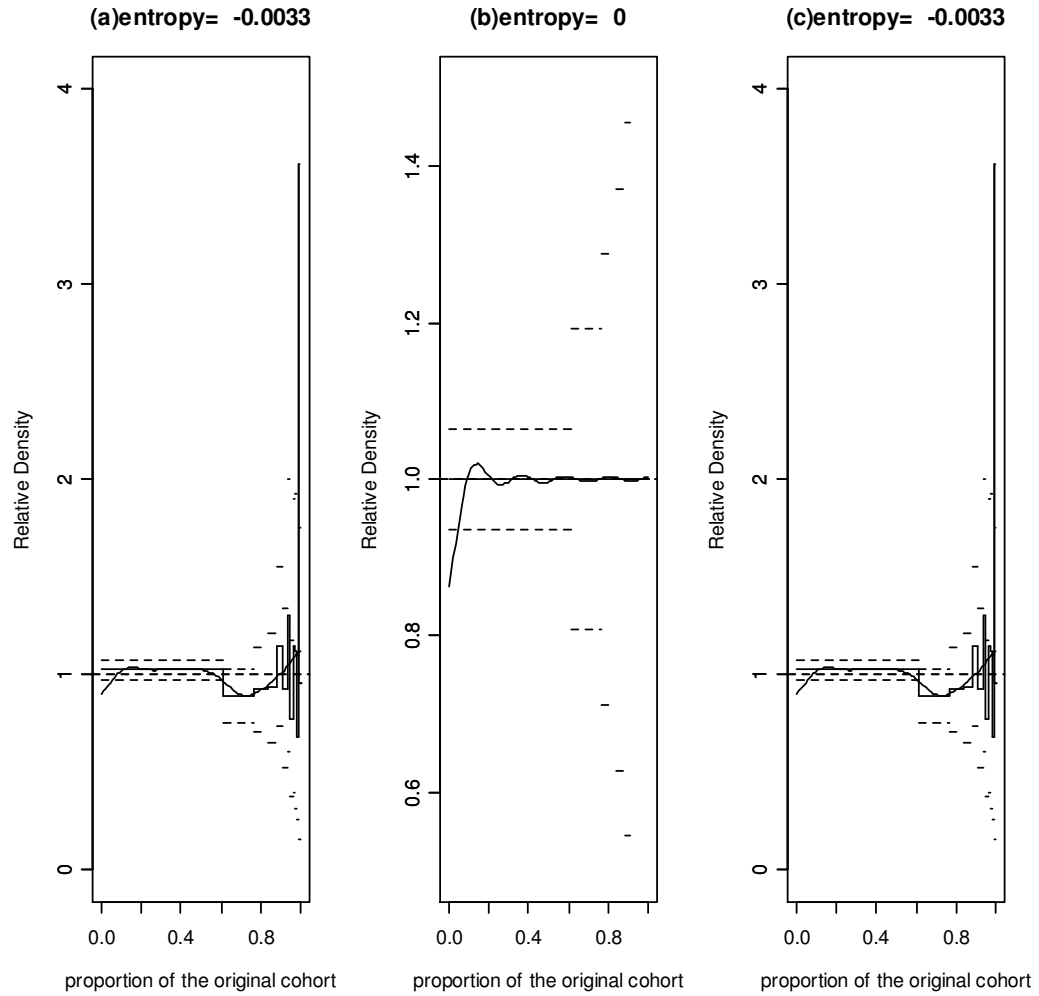 (a)entropy= -0.0033
Relative Density
4
3
2
1
0
0.0 0.4 0.8
proportion of the original cohort
(b)entropy= 0
Relative Density
1.4
1.2
1.0
0.8
0.6
0.0 0.4 0.8
proportion of the original cohort
(c)entropy= -0.0033
Relative Density
4
3
2
1
0
0.0 0.4 0.8
proportion of the original cohort